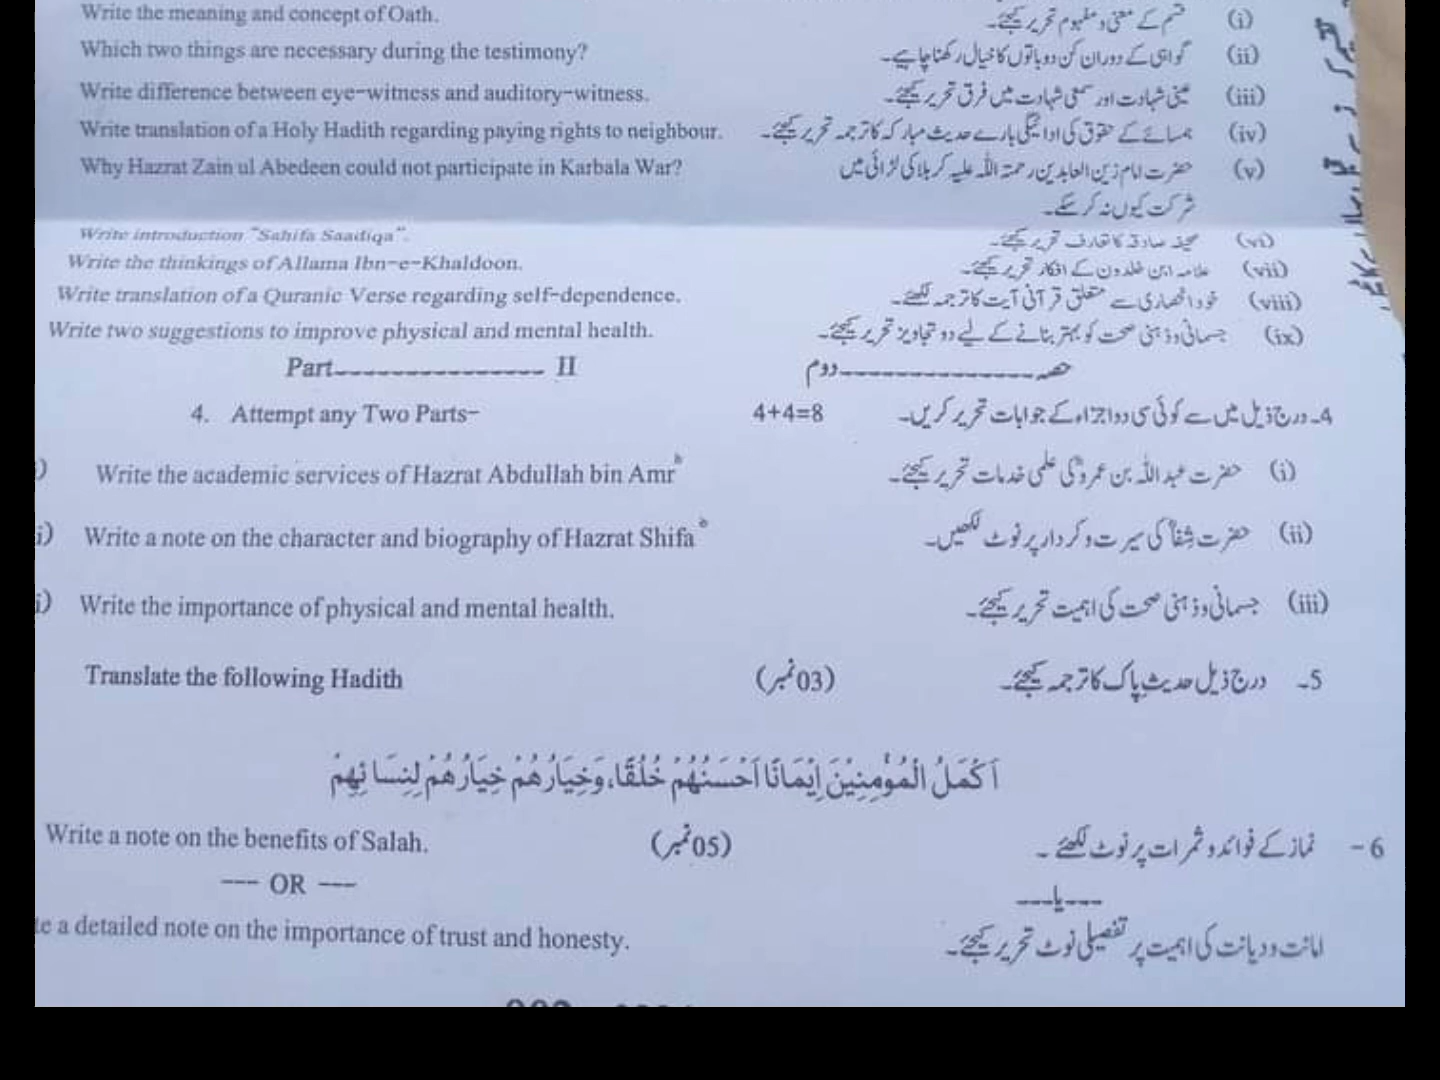 Write the meaning and concept of Oath. قسم کے معنی و مفہوم تحریر کیجئے۔ (i)
Which two things are necessary during the testimony? گواہی کے دوران کن دو باتوں کا خیال رکھنا چاہیے۔ (ii)
Write difference between eye-witness and auditory-witness. عینی شہادت اور سمعی شہادت میں فرق تحریر کیجئے۔ (iii)
Write translation of a Holy Hadith regarding paying rights to neighbour. ہمسائے کے حقوق کی ادائیگی بارے حدیث مبارکہ کا ترجمہ تحریر کیجئے۔ (iv)
Why Hazrat Zain ul Abedeen could not participate in Karbala War? حضرت امام زین العابدین رحمتہ اللہ علیہ کربلا کی لڑائی میں (v)
شرکت کیوں نہ کر سکے۔
Write introduction "Sahifa Saadiqa". صحیفہ صادقہ کا تعارف تحریر کیجئے۔ (vi)
Write the thinkings of Allama Ibn-e-Khaldoon. علامہ ابن خلدون کے افکار تحریر کیجئے۔ (vii)
Write translation of a Quranic Verse regarding self-dependence. خود انحصاری سے متعلق قرآنی آیت کا ترجمہ لکھئے۔ (viii)
Write two suggestions to improve physical and mental health. جسمانی و ذہنی صحت کو بہتر بنانے کے لیے دو تجاویز تحریر کیجئے۔ (ix)
Part---------------- II حصہ----------------دوم
4. Attempt any Two Parts- 4+4=8 4۔ درج ذیل میں سے کوئی سی دو اجزاء کے جوابات تحریر کریں۔
) Write the academic services of Hazrat Abdullah bin Amrؓ حضرت عبداللہ بن عمروؓ کی علمی خدمات تحریر کیجئے۔ (i)
i) Write a note on the character and biography of Hazrat Shifaؓ حضرت شفاؓ کی سیرت و کردار پر نوٹ لکھیں۔ (ii)
i) Write the importance of physical and mental health. جسمانی و ذہنی صحت کی اہمیت تحریر کیجئے۔ (iii)
Translate the following Hadith (03نمبر) 5۔ درج ذیل حدیثِ پاک کا ترجمہ کیجئے۔
اَكْمَلُ الْمُؤْمِنِيْنَ اِيْمَانًا اَحْسَنُهُمْ خُلُقًا، وَخِيَارُهُمْ خِيَارُهُمْ لِنِسَائِهِمْ
Write a note on the benefits of Salah. (05نمبر) 6- نماز کے فوائد و ثمرات پر نوٹ لکھئے۔
--- OR --- ---یا---
te a detailed note on the importance of trust and honesty. امانت و دیانت کی اہمیت پر تفصیلی نوٹ تحریر کیجئے۔